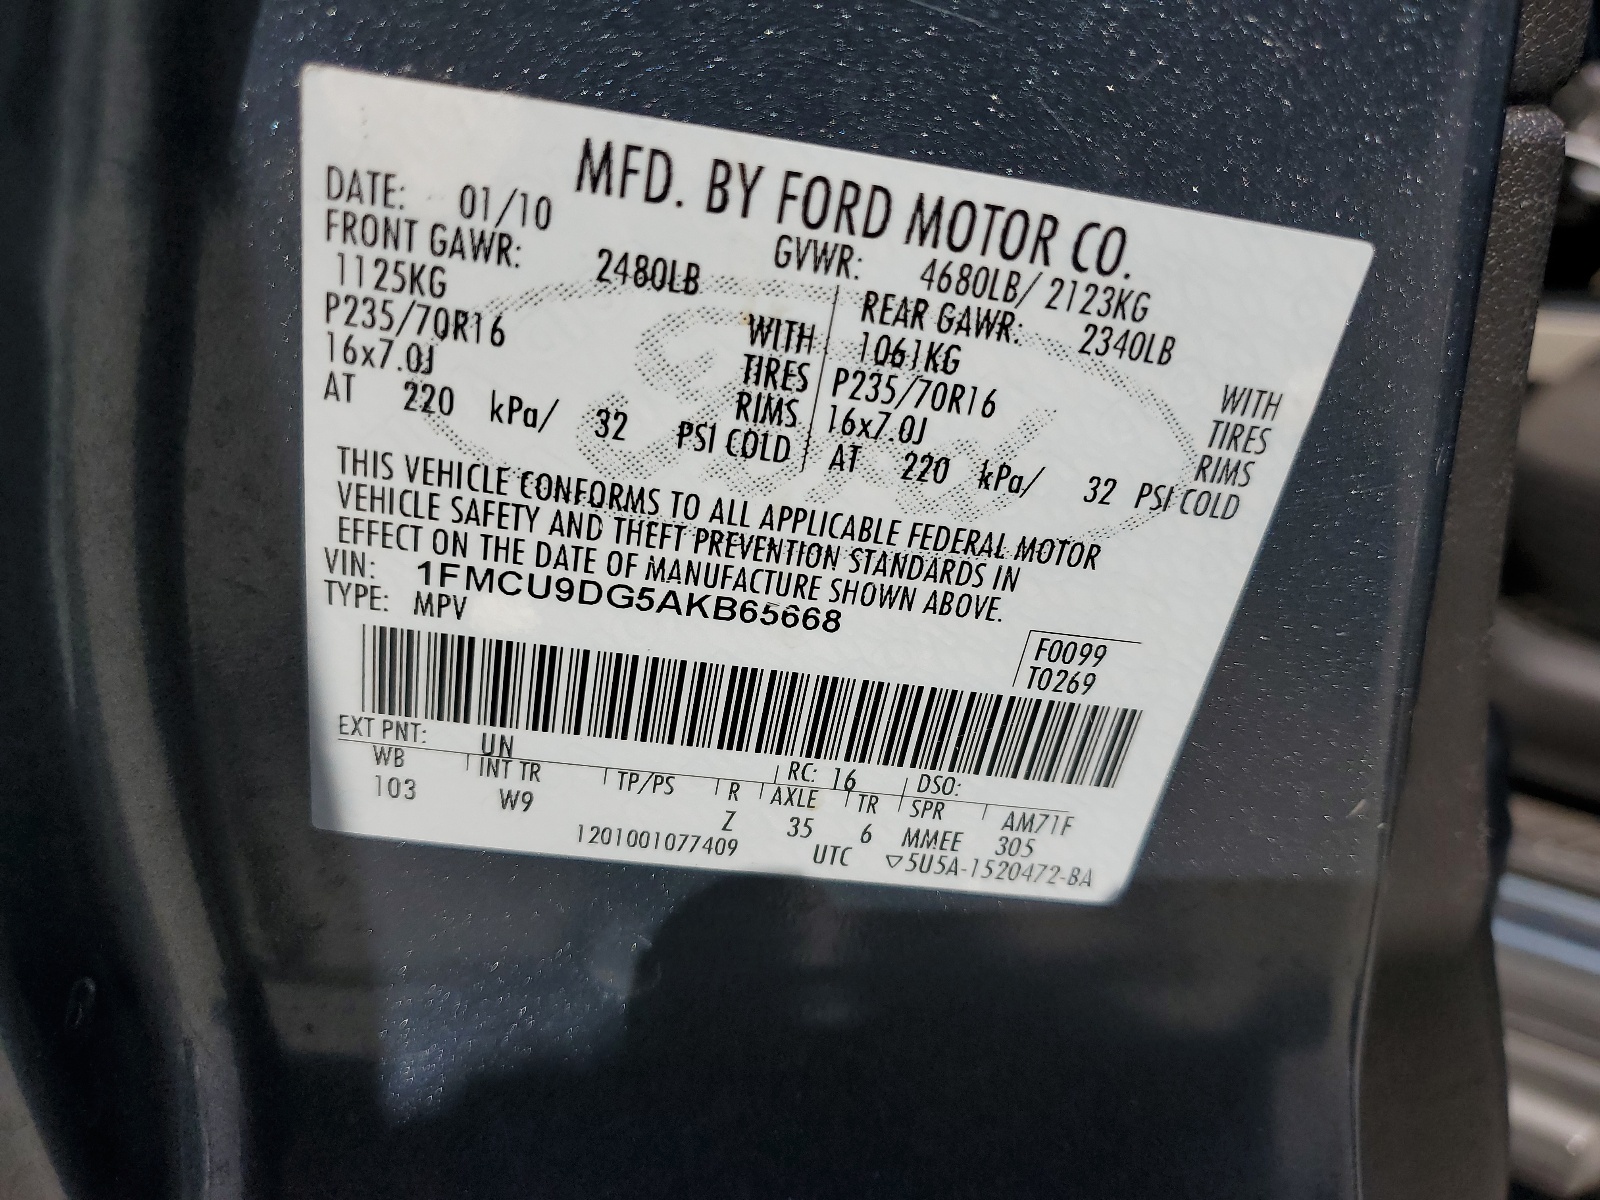 MFD. BY FORD MOTOR CO.
DATE: 01/10 GVWR: 4680LB/ 2123KG
FRONT GAWR: 2480LB REAR GAWR: 2340LB
1125KG WITH 1061KG WITH
P235/70R16 TIRES P235/70R16 TIRES
16x7.0J RIMS 16x7.0J RIMS
AT 220 kPa/ 32 PSI COLD AT 220 kPa/ 32 PSI COLD
THIS VEHICLE CONFORMS TO ALL APPLICABLE FEDERAL MOTOR
VEHICLE SAFETY AND THEFT PREVENTION STANDARDS IN
EFFECT ON THE DATE OF MANUFACTURE SHOWN ABOVE.
VIN: 1FMCU9DG5AKB65668
TYPE: MPV
F0099
T0269
EXT PNT: UN RC: 16 DSO:
WB INT TR TP/PS R AXLE TR SPR AM71F
103 W9 Z 35 6 MMEE 305
1201001077409 UTC ▽5U5A-1520472-BA